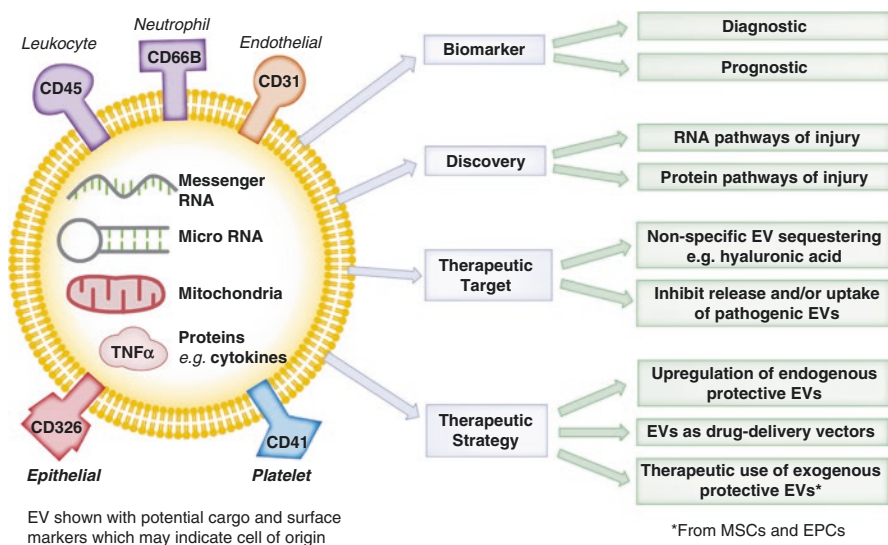 Leukocyte
Neutrophil
Endothelial
CD45
CD66B
CD31
Messenger
RNA
Micro RNA
Mitochondria
TNFα
Proteins
e.g. cytokines
CD326
CD41
Epithelial
Platelet
EV shown with potential cargo and surface
markers which may indicate cell of origin
Biomarker
Diagnostic
Prognostic
Discovery
RNA pathways of injury
Protein pathways of injury
Therapeutic
Target
Non-specific EV sequestering
e.g. hyaluronic acid
Inhibit release and/or uptake
of pathogenic EVs
Therapeutic
Strategy
Upregulation of endogenous
protective EVs
EVs as drug-delivery vectors
Therapeutic use of exogenous
protective EVs*
*From MSCs and EPCs